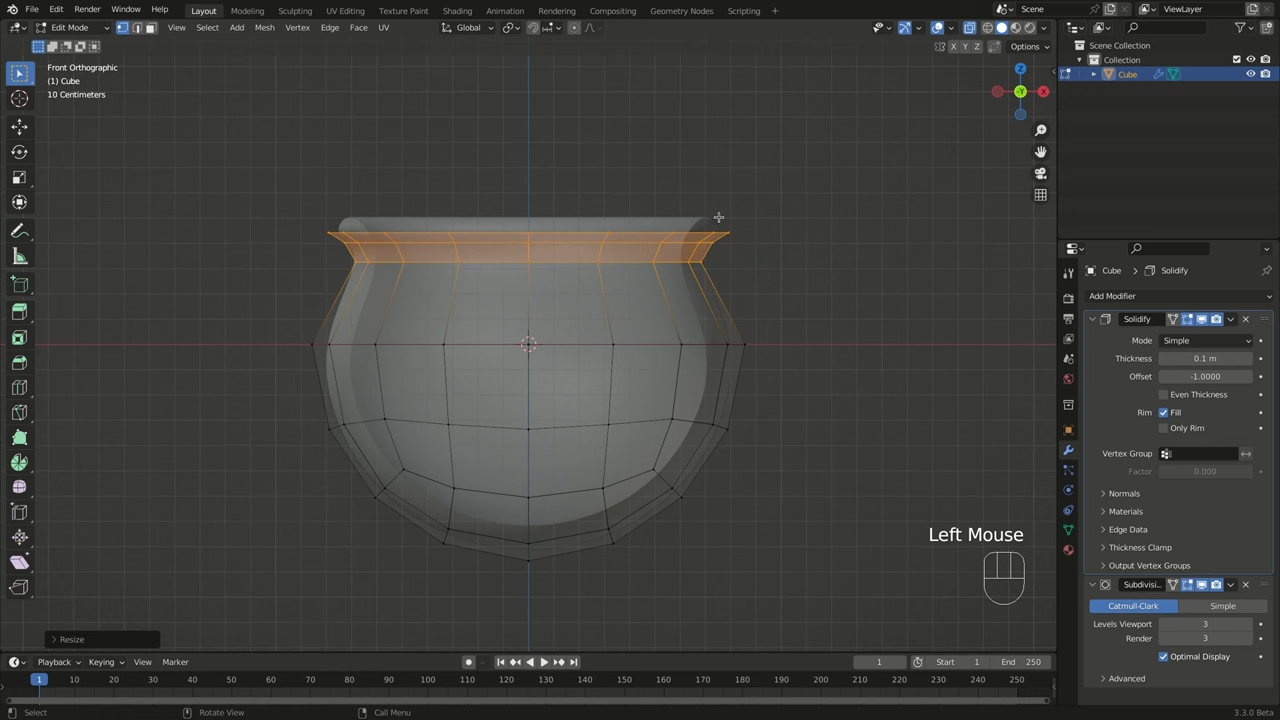 File Edit Render Window Help Layout Modeling Sculpting UV Editing Texture Paint Shading Animation Rendering Compositing Geometry Nodes Scripting + Scene ViewLayer
Edit Mode View Select Add Mesh Vertex Edge Face UV Global
X Y Z Options
Front Orthographic
(1) Cube
10 Centimeters
Z
-Y
X
Scene Collection
Collection
Cube
Cube > Solidify
Add Modifier
Solidify
Mode Simple
Thickness 0.1 m
Offset -1.0000
Even Thickness
Rim Fill
Only Rim
Vertex Group
Factor 0.000
Normals
Materials
Edge Data
Thickness Clamp
Output Vertex Groups
Subdivisi...
Catmull-Clark Simple
Levels Viewport 3
Render 3
Optimal Display
Advanced
Left Mouse
Resize
Playback Keying View Marker 1 Start 1 End 250
1 10 20 30 40 50 60 70 80 90 100 110 120 130 140 150 160 170 180 190 200 210 220 230 240 250
Select Rotate View Call Menu 3.3.0 Beta